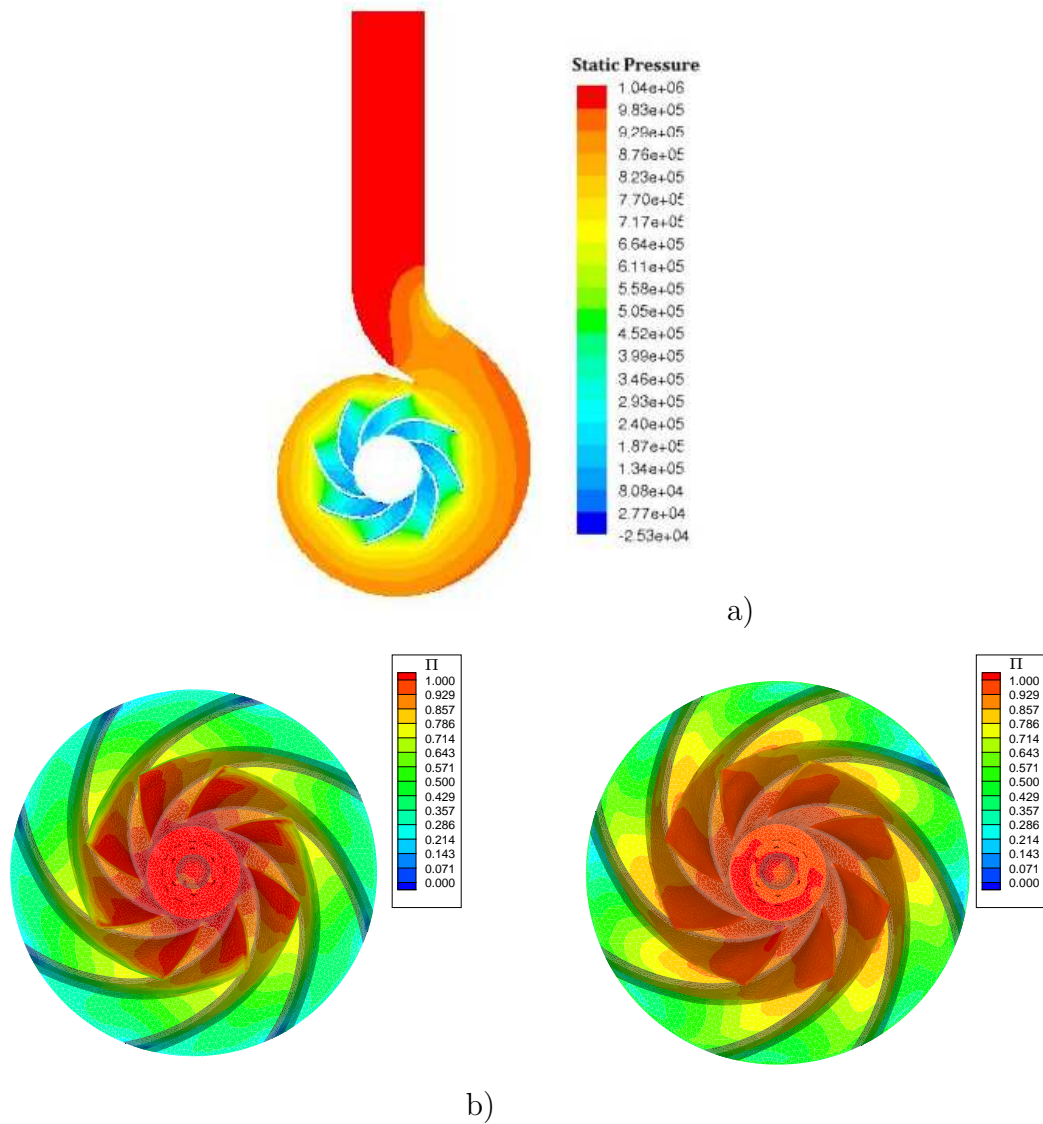 Static Pressure
1.04e+06
9.83e+05
9.29e+05
8.76e+05
8.23e+05
7.70e+05
7.17e+05
6.64e+05
6.11e+05
5.58e+05
5.05e+05
4.52e+05
3.99e+05
3.46e+05
2.93e+05
2.40e+05
1.87e+05
1.34e+05
8.08e+04
2.77e+04
-2.53e+04
a)
Π
1.000
0.929
0.857
0.786
0.714
0.643
0.571
0.500
0.429
0.357
0.286
0.214
0.143
0.071
0.000
Π
1.000
0.929
0.857
0.786
0.714
0.643
0.571
0.500
0.429
0.357
0.286
0.214
0.143
0.071
0.000
b)